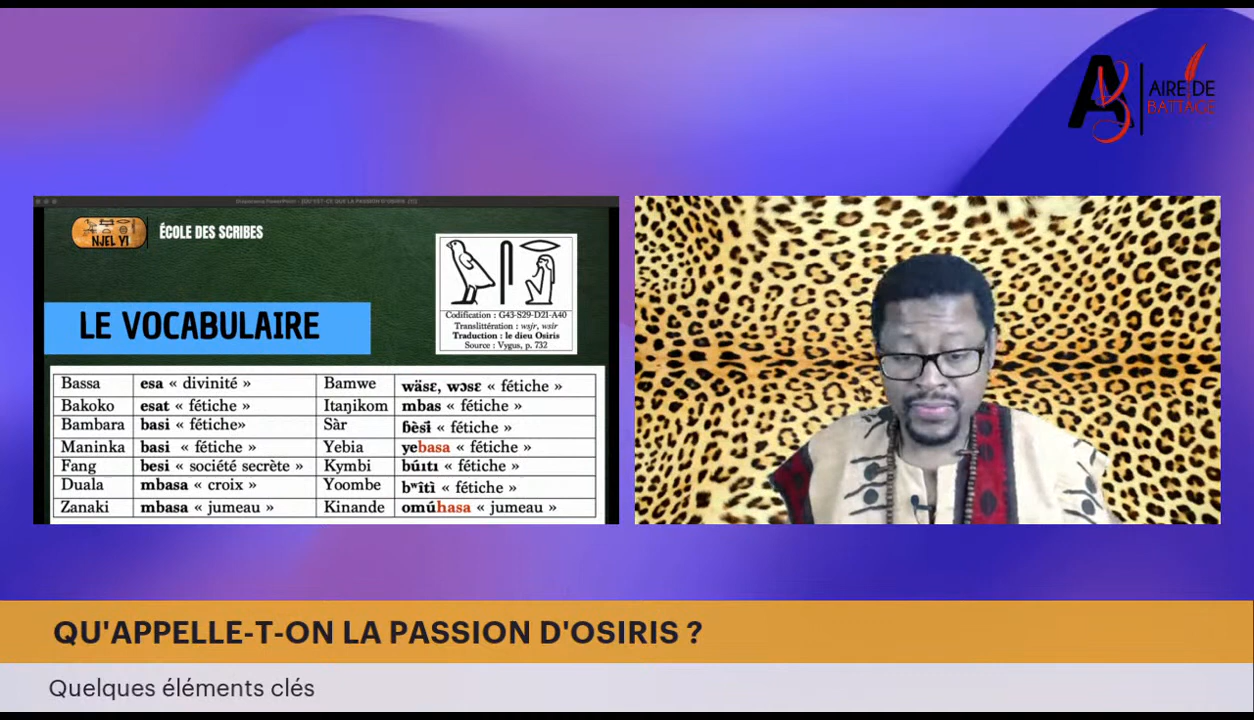 AIRE DE
BATTAGE
NJEL YI
ÉCOLE DES SCRIBES
LE VOCABULAIRE
Codification : G43-S29-D21-A40
Translittération : wsjr, wsir
Traduction : le dieu Osiris
Source : Vygus, p. 732
Bassa esa « divinité » Bamwe wäsɛ, wɔsɛ « fétiche »
Bakoko esat « fétiche » Itaŋikom mbas « fétiche »
Bambara basi « fétiche» Sàr « fétiche »
Maninka basi « fétiche » Yebia yebasa « fétiche »
Fang besi « société secrète » Kymbi búɪtɪ « fétiche »
Duala mbasa « croix » Yoombe bʷītì « fétiche »
Zanaki mbasa « jumeau » Kinande omúhasa « jumeau »
QU'APPELLE-T-ON LA PASSION D'OSIRIS ?
Quelques éléments clés